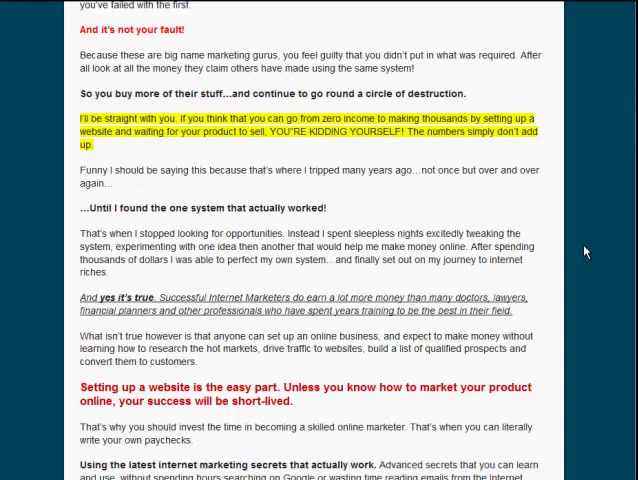 you've failed with the first.
And it's not your fault!
Because these are big name marketing gurus, you feel guilty that you didn't put in what was required. After
all look at all the money they claim others have made using the same system!
So you buy more of their stuff…and continue to go round a circle of destruction.
I'll be straight with you. If you think that you can go from zero income to making thousands by setting up a
website and waiting for your product to sell, YOU"RE KIDDING YOURSELF! The numbers simply don't add
up.
Funny I should be saying this because that's where I tripped many years ago…not once but over and over
again…
…Until I found the one system that actually worked!
That's when I stopped looking for opportunities. Instead I spent sleepless nights excitedly tweaking the
system, experimenting with one idea then another that would help me make money online. After spending
thousands of dollars I was able to perfect my own system…and finally set out on my journey to internet
riches.
And yes it's true. Successful Internet Marketers do earn a lot more money than many doctors, lawyers,
financial planners and other professionals who have spent years training to be the best in their field.
What isn't true however is that anyone can set up an online business, and expect to make money without
learning how to research the hot markets, drive traffic to websites, build a list of qualified prospects and
convert them to customers.
Setting up a website is the easy part. Unless you know how to market your product
online, your success will be short-lived.
That's why you should invest the time in becoming a skilled online marketer. That's when you can literally
write your own paychecks.
Using the latest internet marketing secrets that actually work. Advanced secrets that you can learn
and use, without spending hours searching on Google or wasting time reading emails from the Internet